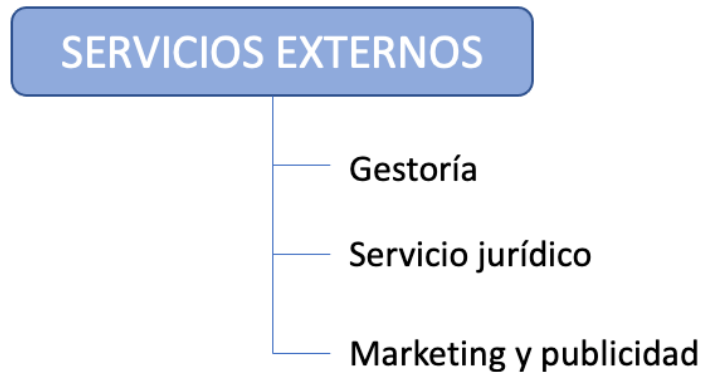 SERVICIOS EXTERNOS
Gestoría
Servicio jurídico
Marketing y publicidad